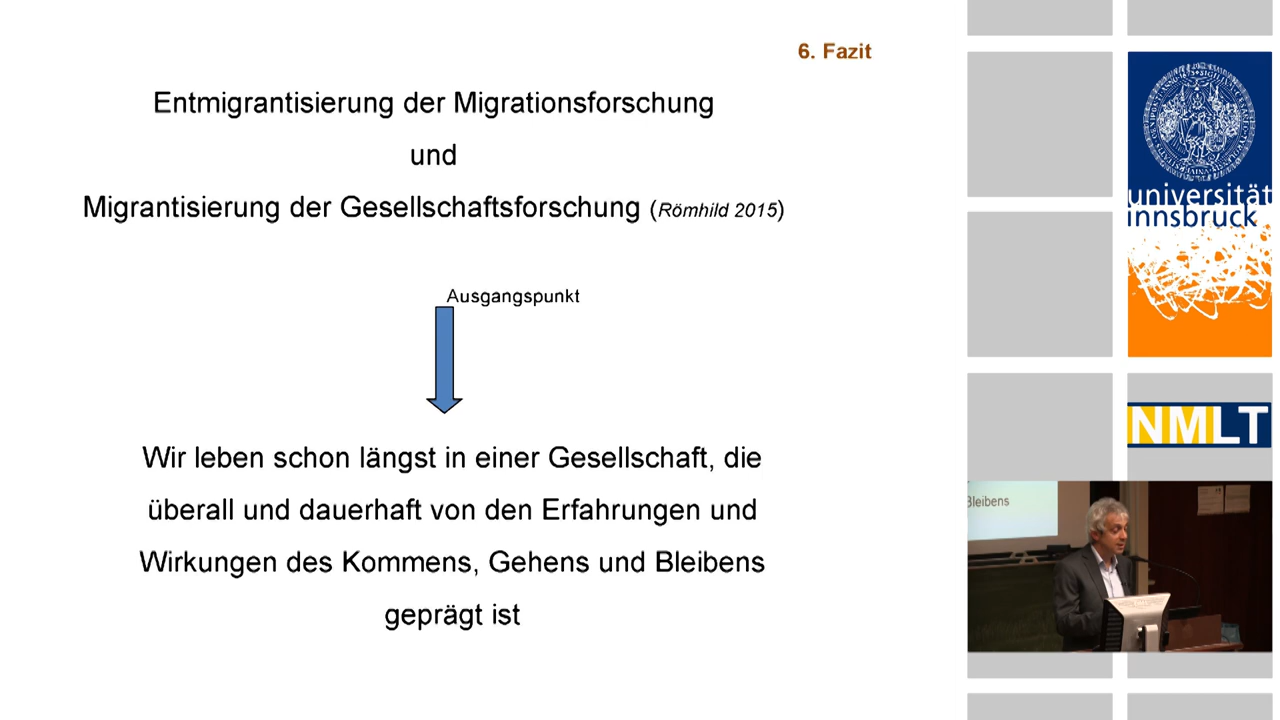 6. Fazit
Entmigrantisierung der Migrationsforschung
und
Migrantisierung der Gesellschaftsforschung (Römhild 2015)
Ausgangspunkt
Wir leben schon längst in einer Gesellschaft, die
überall und dauerhaft von den Erfahrungen und
Wirkungen des Kommens, Gehens und Bleibens
geprägt ist
universität
innsbruck
NMLT
Bleibens